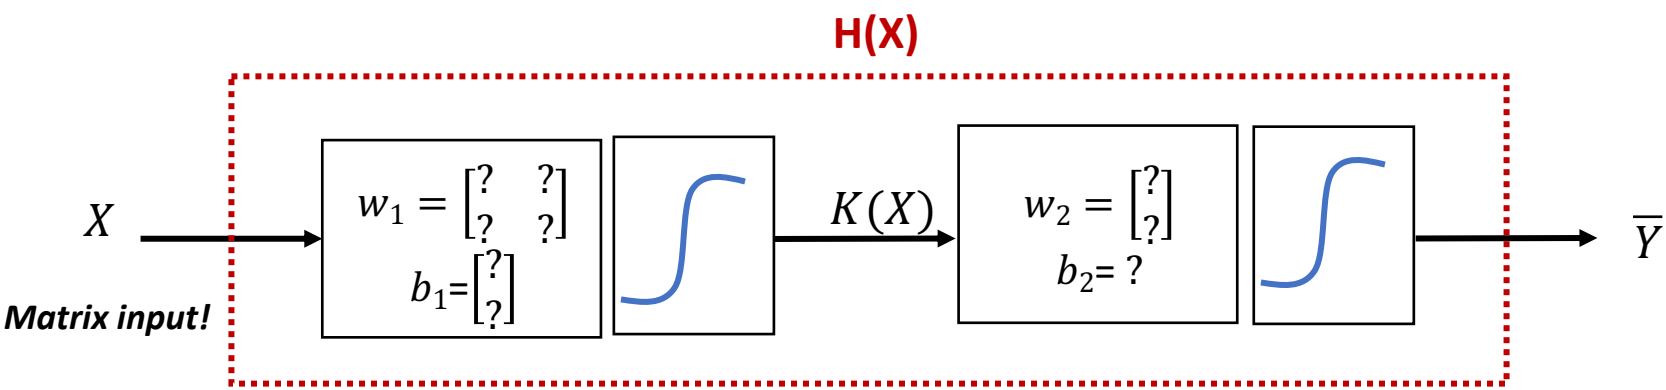 H(X)
X
Matrix input!
w₁ = [? ?
? ?]
b₁=[?
?]
K(X)
w₂ = [?
?]
b₂= ?
Y̅